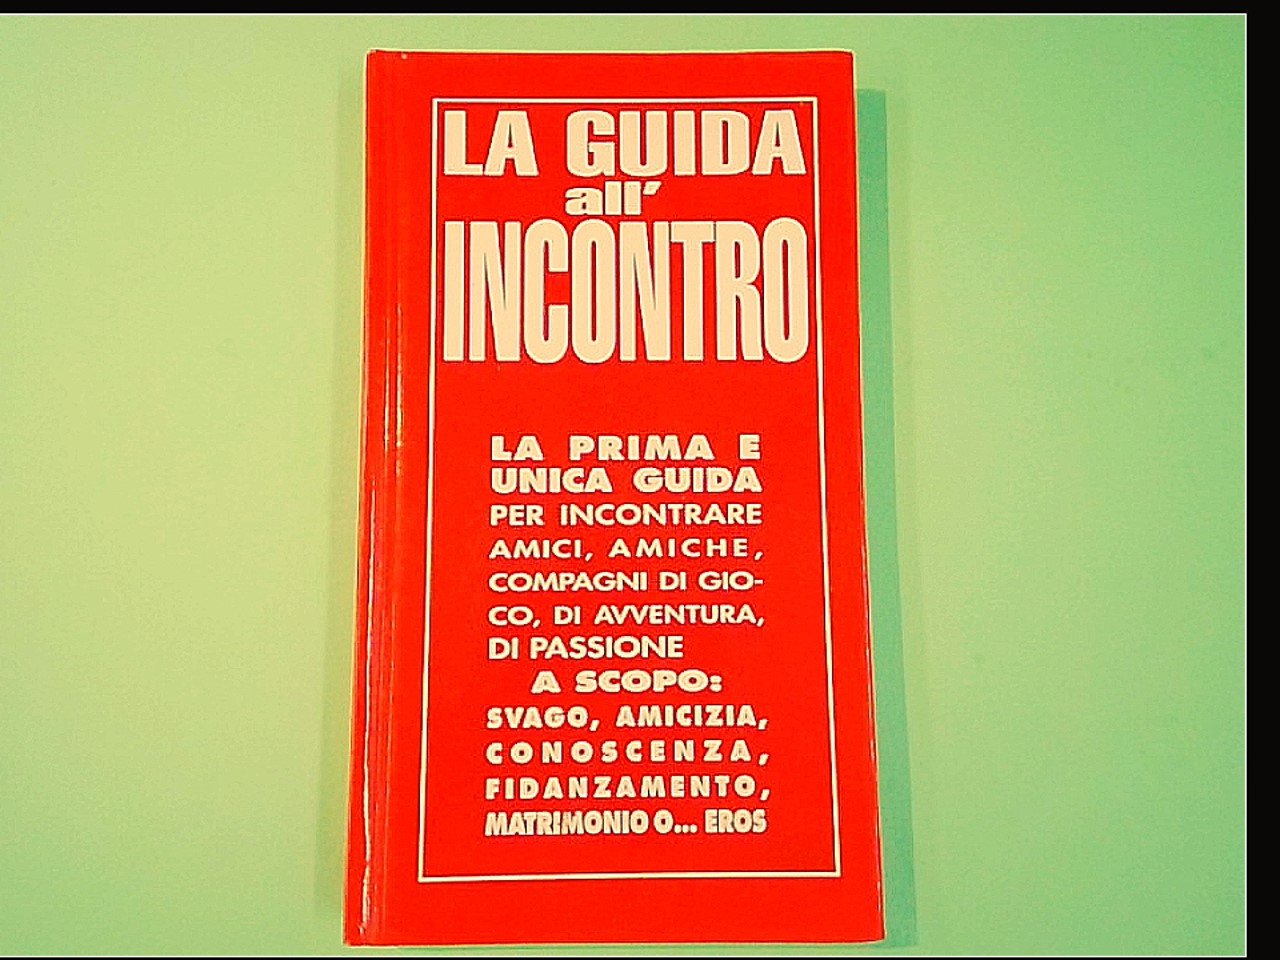 LA GUIDA
all'
INCONTRO
LA PRIMA E
UNICA GUIDA
PER INCONTRARE
AMICI, AMICHE,
COMPAGNI DI GIO-
CO, DI AVVENTURA,
DI PASSIONE
A SCOPO:
SVAGO, AMICIZIA,
CONOSCENZA,
FIDANZAMENTO,
MATRIMONIO O... EROS